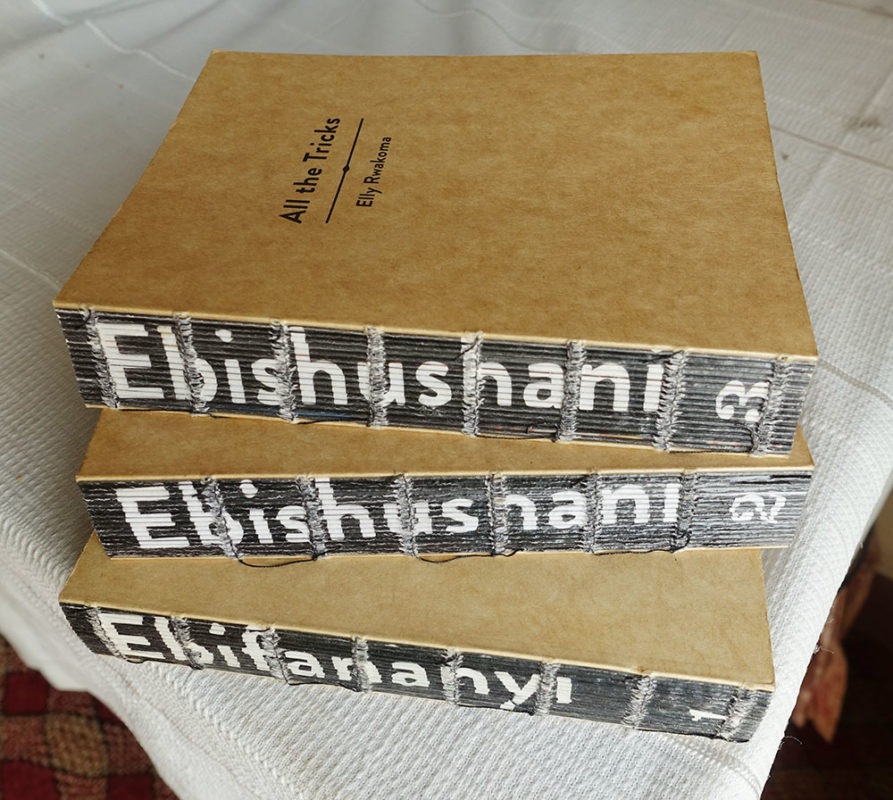 All the Tricks
Elly Rwakoma
Ebishushani 3
Ebishushani 2
Ebifananyi 1